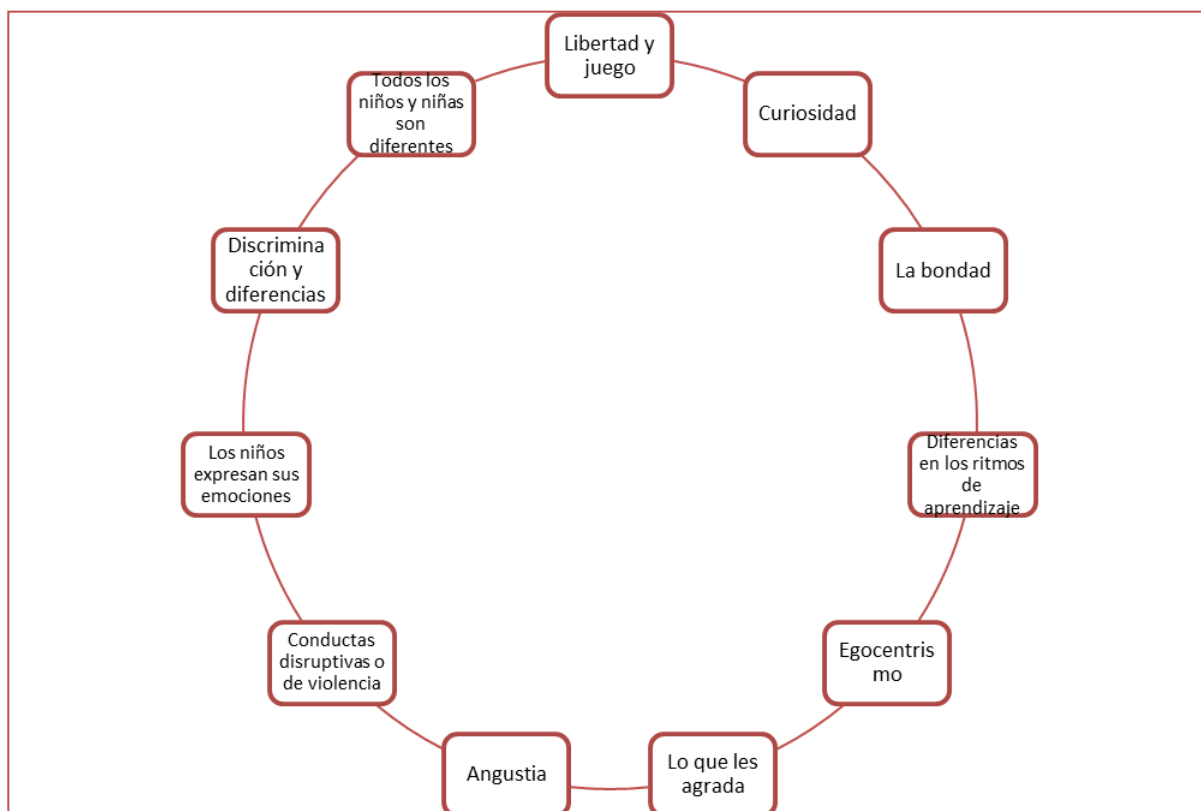 Libertad y
juego
Curiosidad
La bondad
Diferencias
en los ritmos
de
aprendizaje
Egocentris
mo
Lo que les
agrada
Angustia
Conductas
disruptivas o
de violencia
Los niños
expresan sus
emociones
Discrimina
ción y
diferencias
Todos los
niños y niñas
son
diferentes